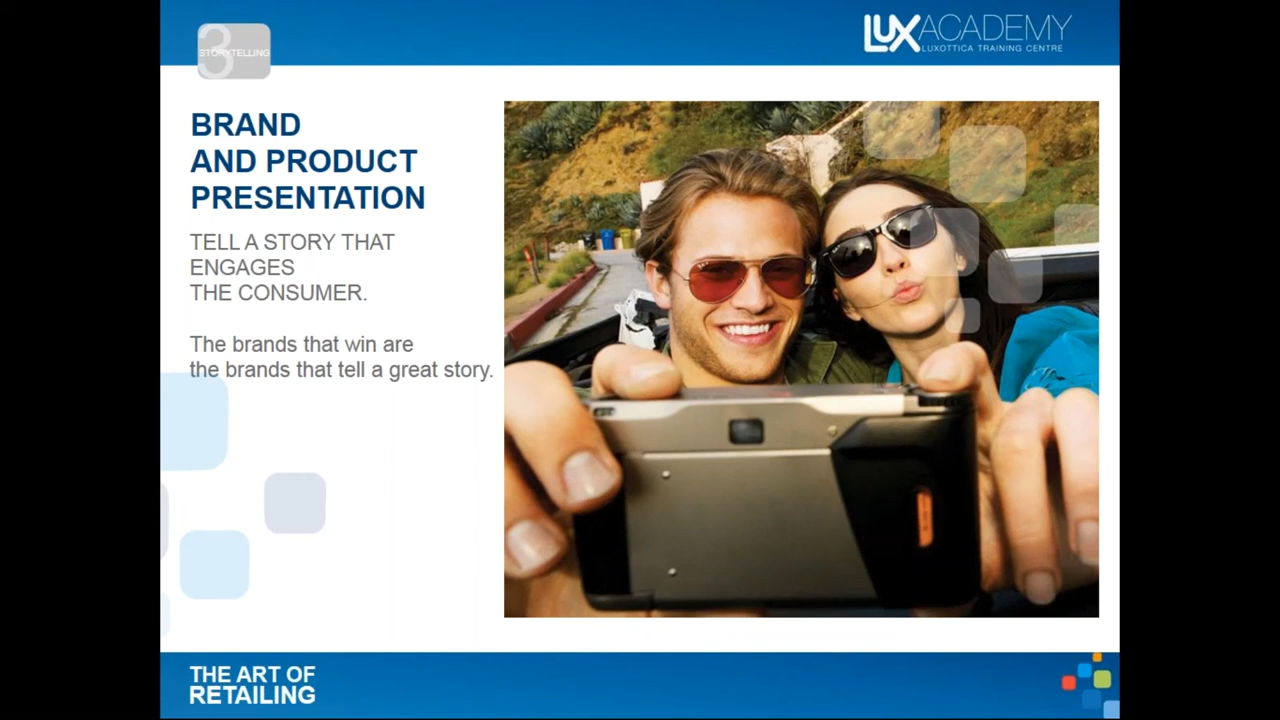 3
STORYTELLING
LUXACADEMY
LUXOTTICA TRAINING CENTRE
BRAND
AND PRODUCT
PRESENTATION
TELL A STORY THAT
ENGAGES
THE CONSUMER.
The brands that win are
the brands that tell a great story.
THE ART OF
RETAILING